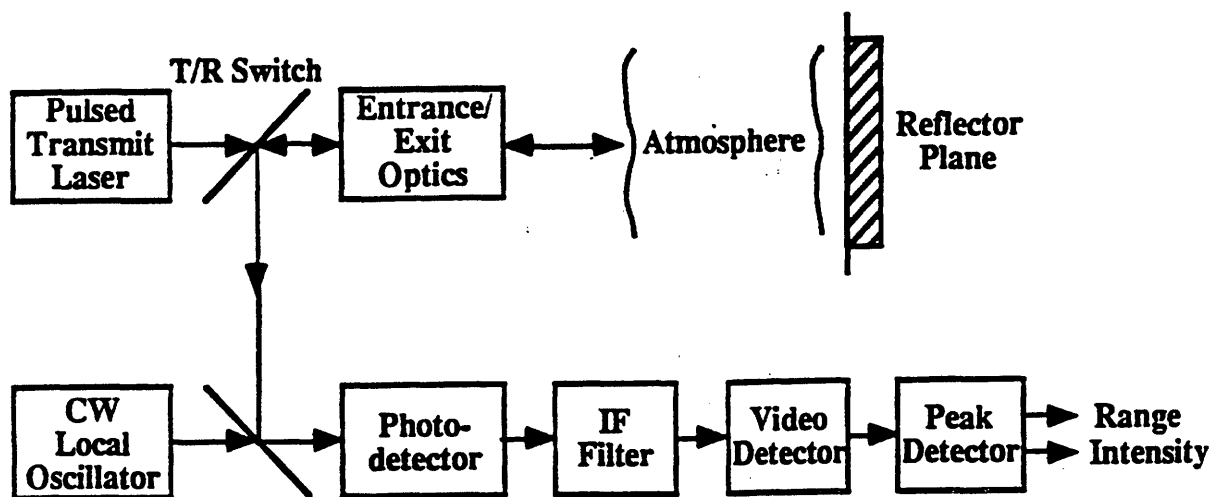 T/R Switch
Pulsed
Transmit
Laser
Entrance/
Exit
Optics
Atmosphere
Reflector
Plane
CW
Local
Oscillator
Photo-
detector
IF
Filter
Video
Detector
Peak
Detector
Range
Intensity